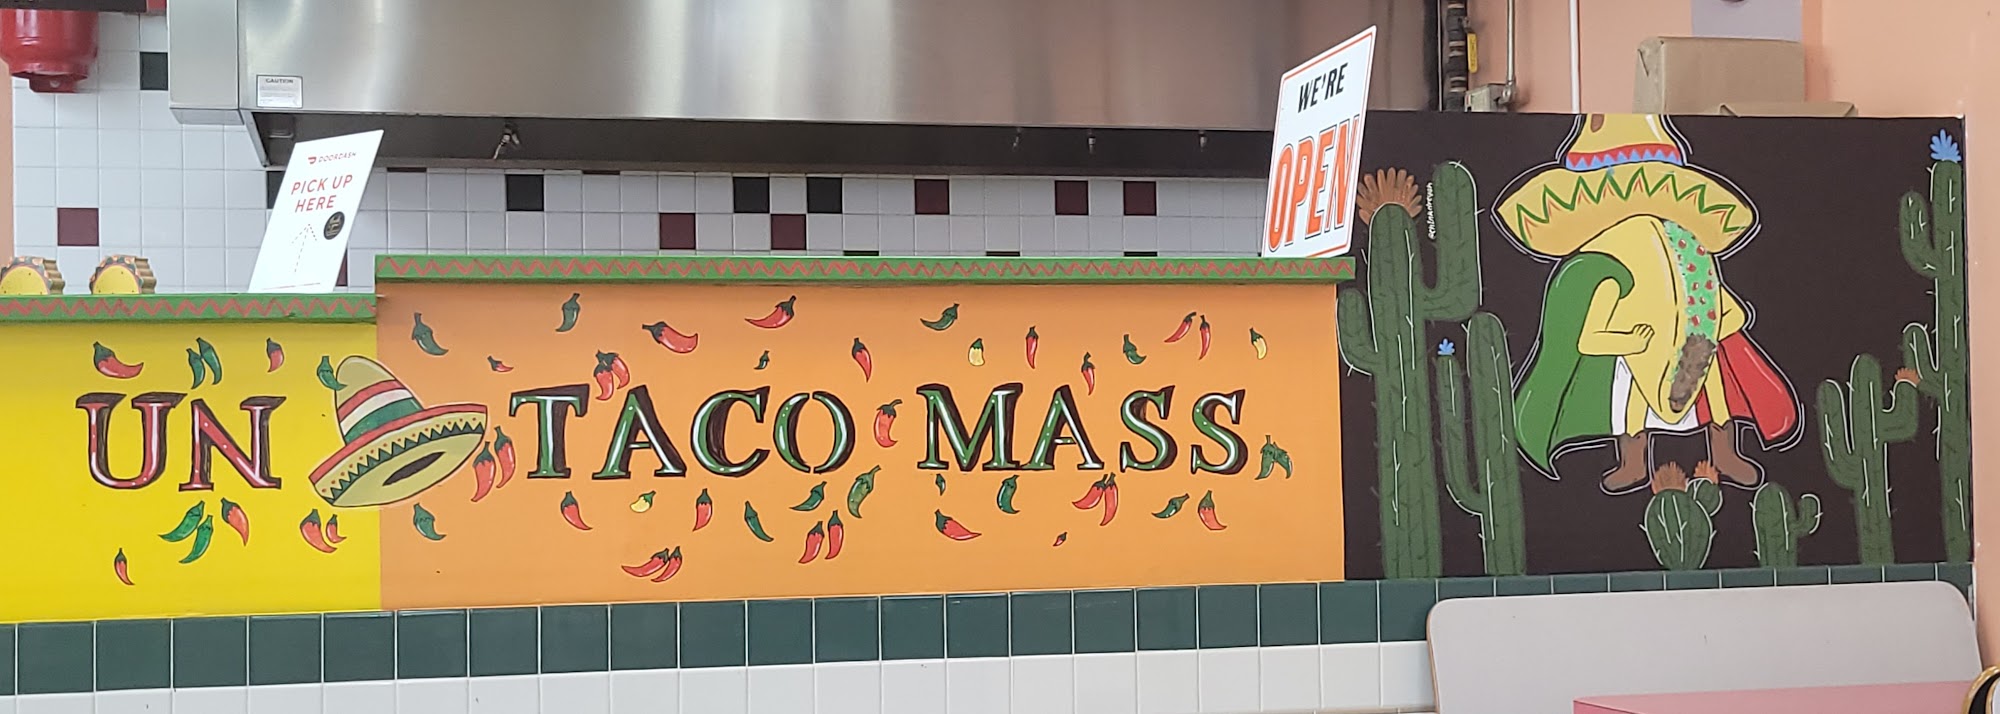 CAUTION
DOORDASH
PICK UP
HERE
WE'RE
OPEN
UN TACO MASS